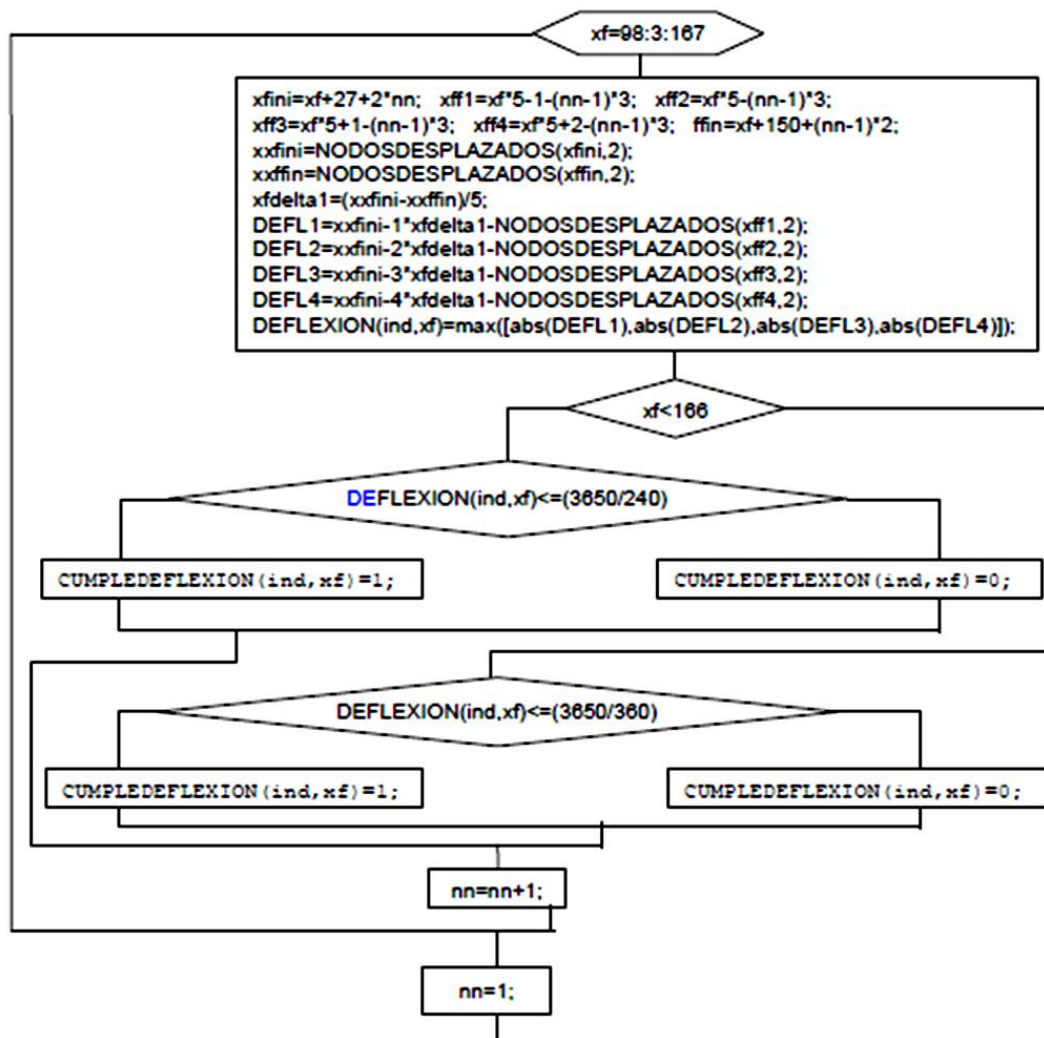 xf=98:3:167
xfini=xf+27+2*nn; xff1=xf*5-1-(nn-1)*3; xff2=xf*5-(nn-1)*3;
xff3=xf*5+1-(nn-1)*3; xff4=xf*5+2-(nn-1)*3; ffin=xf+150+(nn-1)*2;
xxfini=NODOSDESPLAZADOS(xfini,2);
xxffin=NODOSDESPLAZADOS(xffin,2);
xfdelta1=(xxfini-xxffin)/5;
DEFL1=xxfini-1*xfdelta1-NODOSDESPLAZADOS(xff1,2);
DEFL2=xxfini-2*xfdelta1-NODOSDESPLAZADOS(xff2,2);
DEFL3=xxfini-3*xfdelta1-NODOSDESPLAZADOS(xff3,2);
DEFL4=xxfini-4*xfdelta1-NODOSDESPLAZADOS(xff4,2);
DEFLEXION(ind,xf)=max([abs(DEFL1),abs(DEFL2),abs(DEFL3),abs(DEFL4)]);
xf<166
DEFLEXION(ind,xf)<=(3650/240)
CUMPLEDEFLEXION(ind,xf)=1;
CUMPLEDEFLEXION(ind,xf)=0;
DEFLEXION(ind,xf)<=(3650/360)
CUMPLEDEFLEXION(ind,xf)=1;
CUMPLEDEFLEXION(ind,xf)=0;
nn=nn+1;
nn=1;